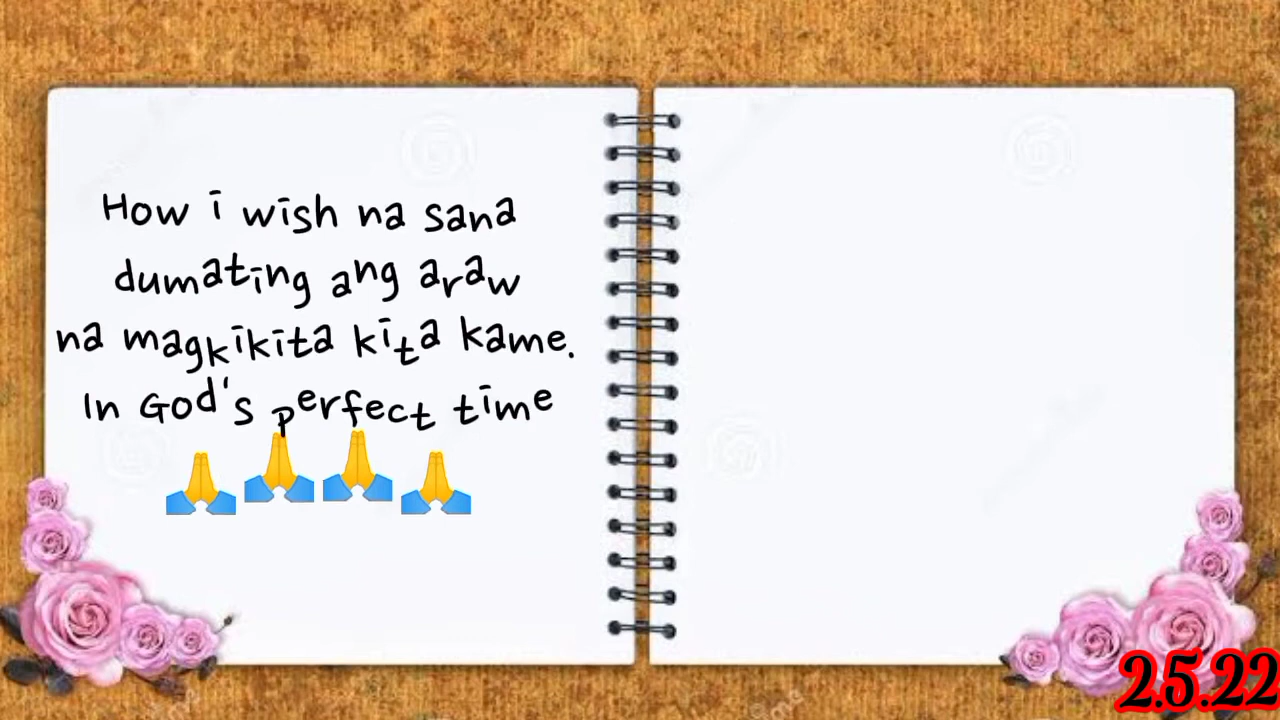 How i wish na sana
dumating ang araw
na magkikita kita kame.
In God's perfect time
🙏🙏🙏🙏
2.5.22